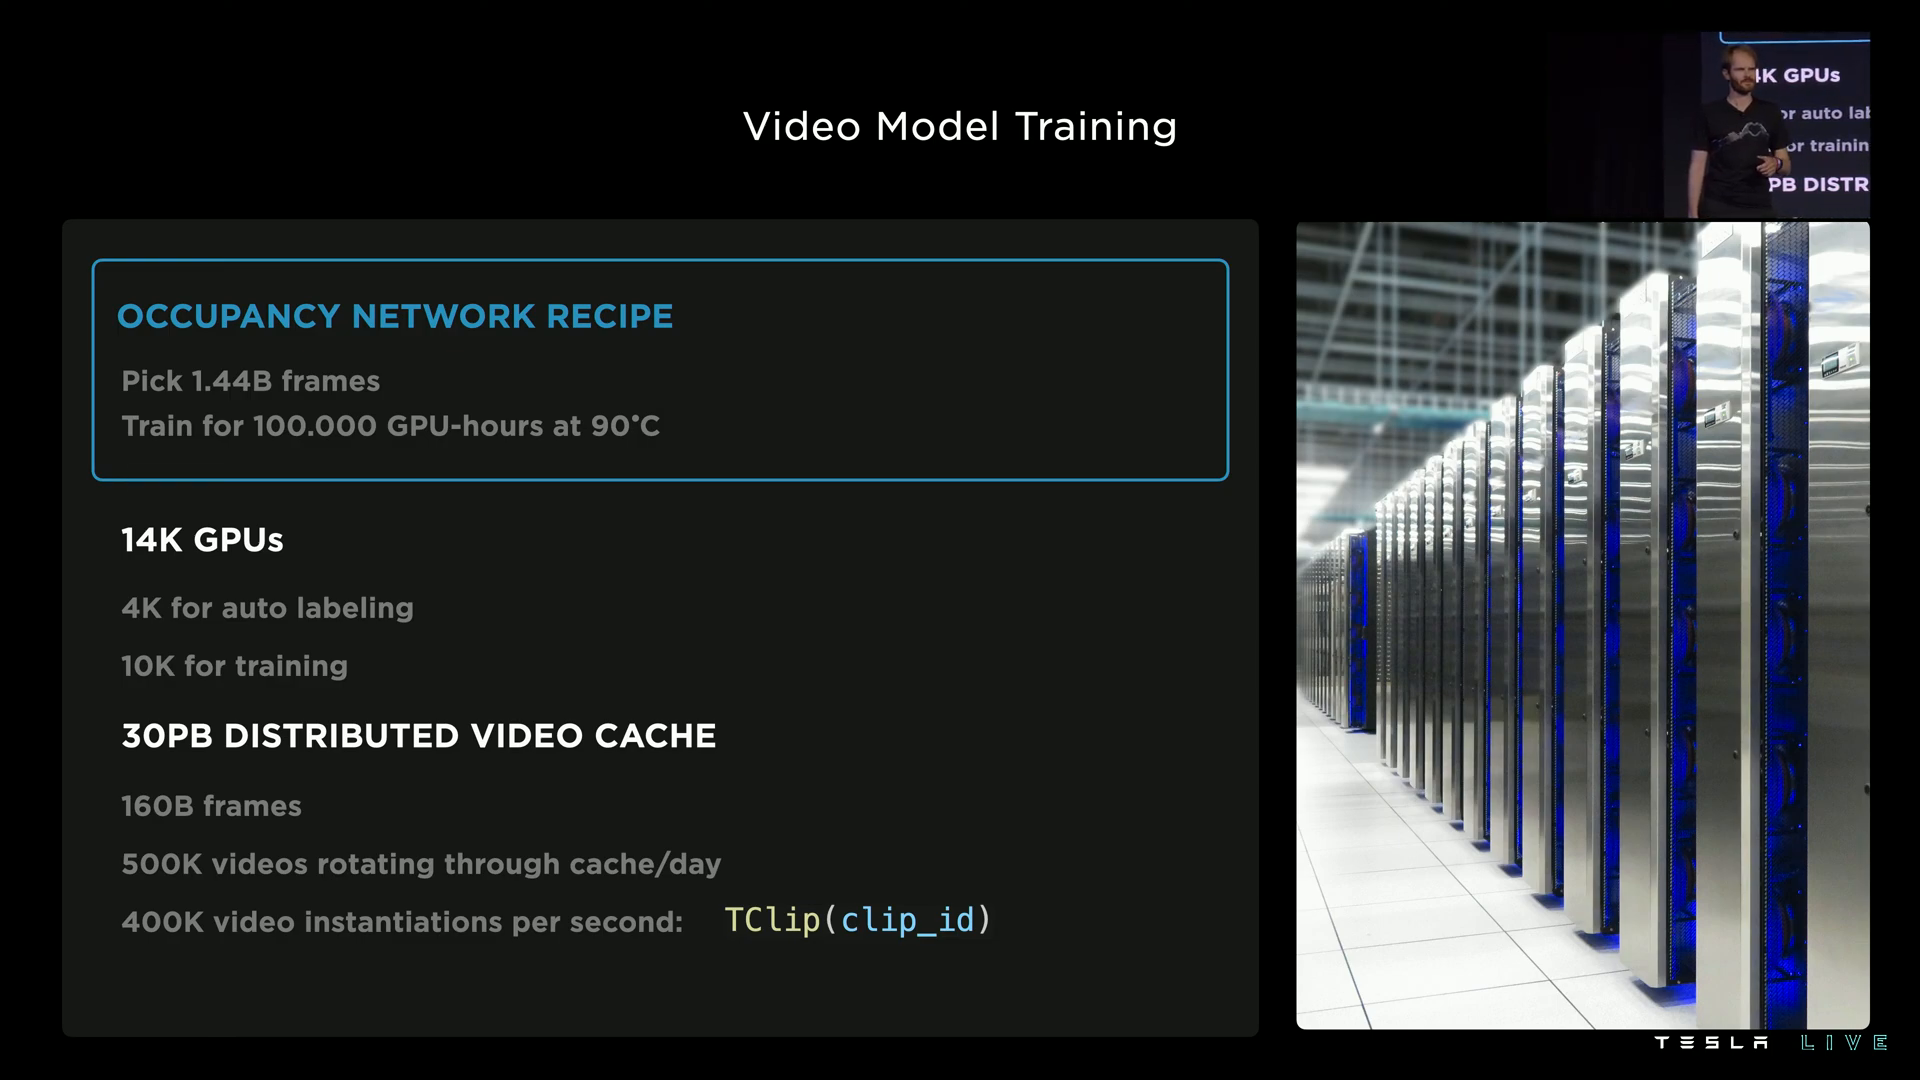 Video Model Training
4K GPUs
or auto lab
or trainin
PB DISTR
OCCUPANCY NETWORK RECIPE
Pick 1.44B frames
Train for 100.000 GPU-hours at 90°C
14K GPUs
4K for auto labeling
10K for training
30PB DISTRIBUTED VIDEO CACHE
160B frames
500K videos rotating through cache/day
400K video instantiations per second: TClip(clip_id)
TESLA LIVE